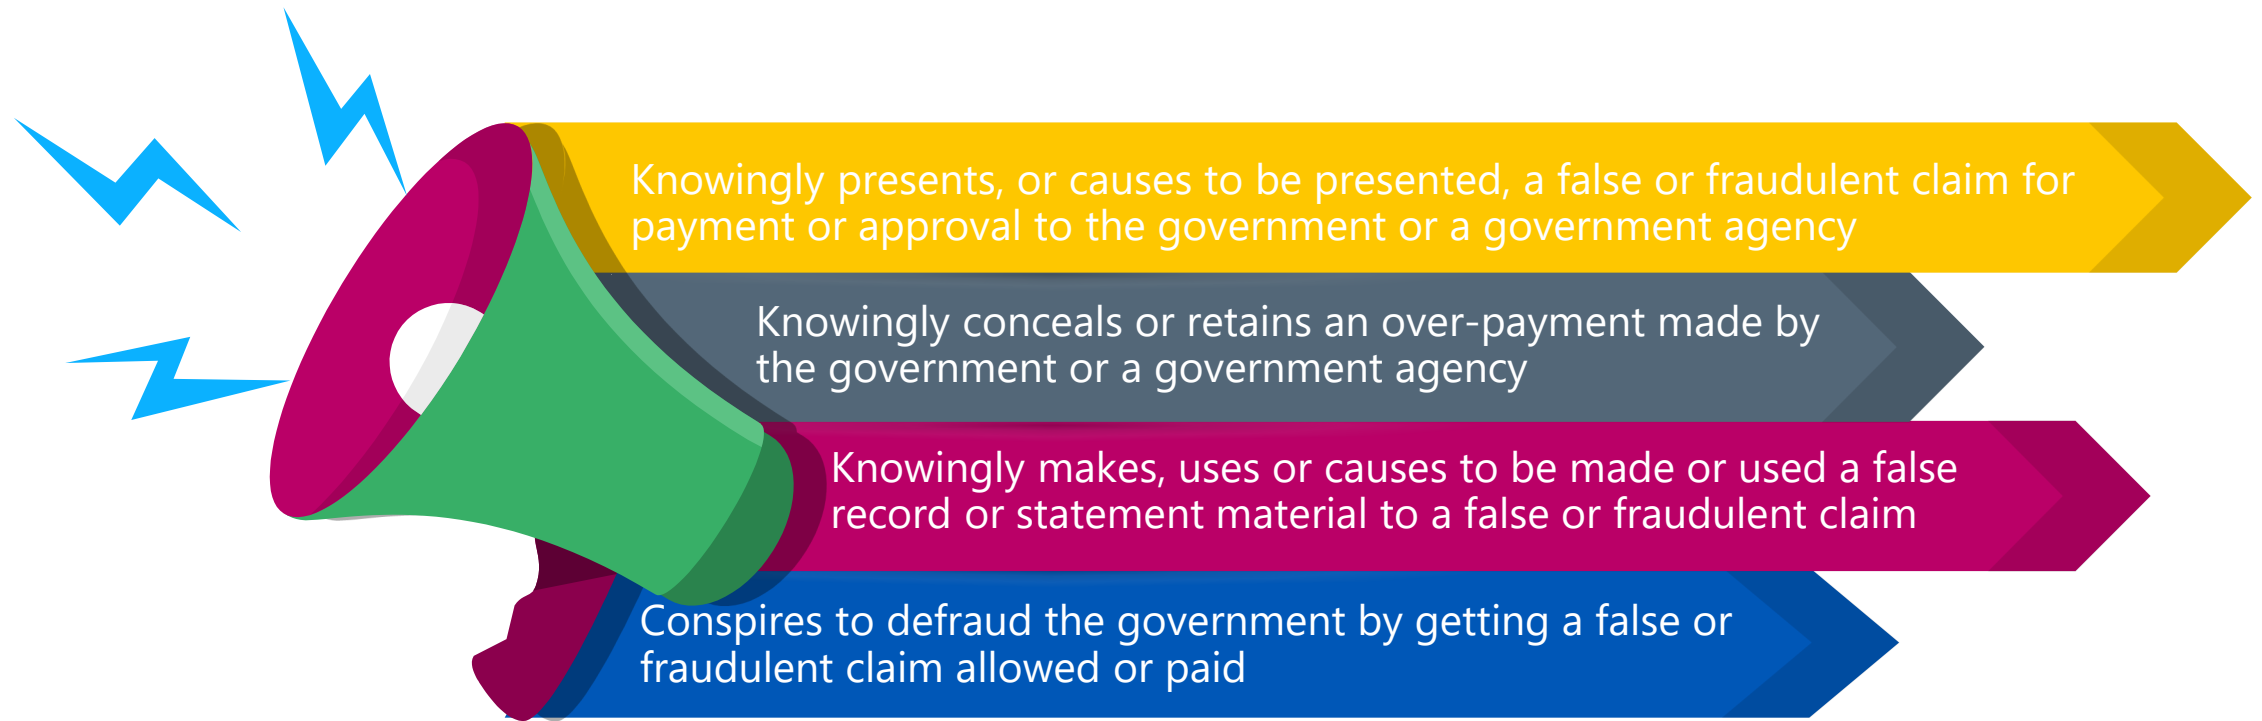 Knowingly presents, or causes to be presented, a false or fraudulent claim for
payment or approval to the government or a government agency
Knowingly conceals or retains an over-payment made by
the government or a government agency
Knowingly makes, uses or causes to be made or used a false
record or statement material to a false or fraudulent claim
Conspires to defraud the government by getting a false or
fraudulent claim allowed or paid